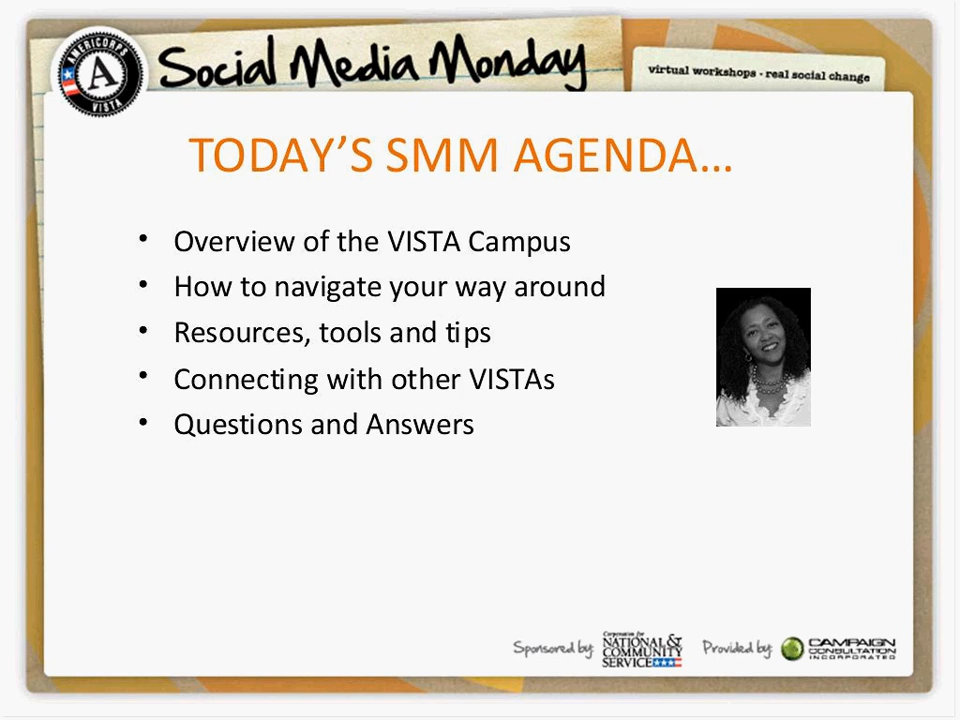 AMERICORPS
A
VISTA
Social Media Monday
virtual workshops · real social change
TODAY’S SMM AGENDA…
• Overview of the VISTA Campus
• How to navigate your way around
• Resources, tools and tips
• Connecting with other VISTAs
• Questions and Answers
Sponsored by:
Corporation for
NATIONAL &
COMMUNITY
SERVICE
Provided by:
CAMPAIGN
CONSULTATION
INCORPORATED